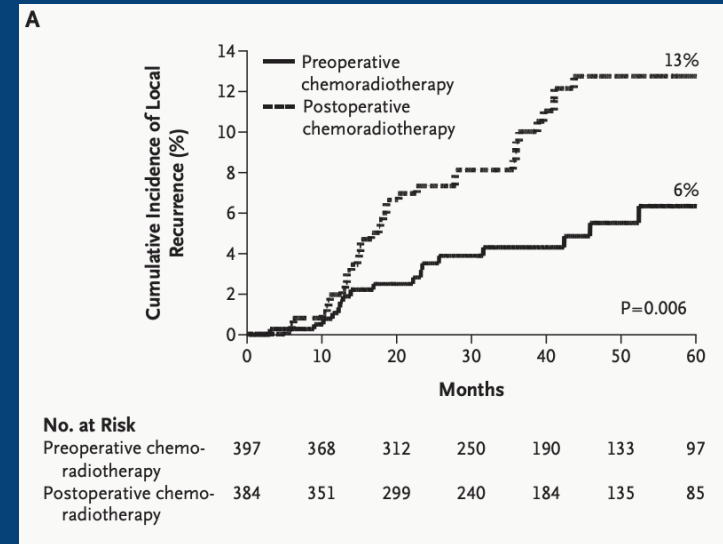 A
Cumulative Incidence of Local
Recurrence (%)
14
12
10
8
6
4
2
0
Preoperative
chemoradiotherapy
Postoperative
chemoradiotherapy
13%
6%
P=0.006
0 10 20 30 40 50 60
Months
No. at Risk
Preoperative chemo- 397 368 312 250 190 133 97
radiotherapy
Postoperative chemo- 384 351 299 240 184 135 85
radiotherapy